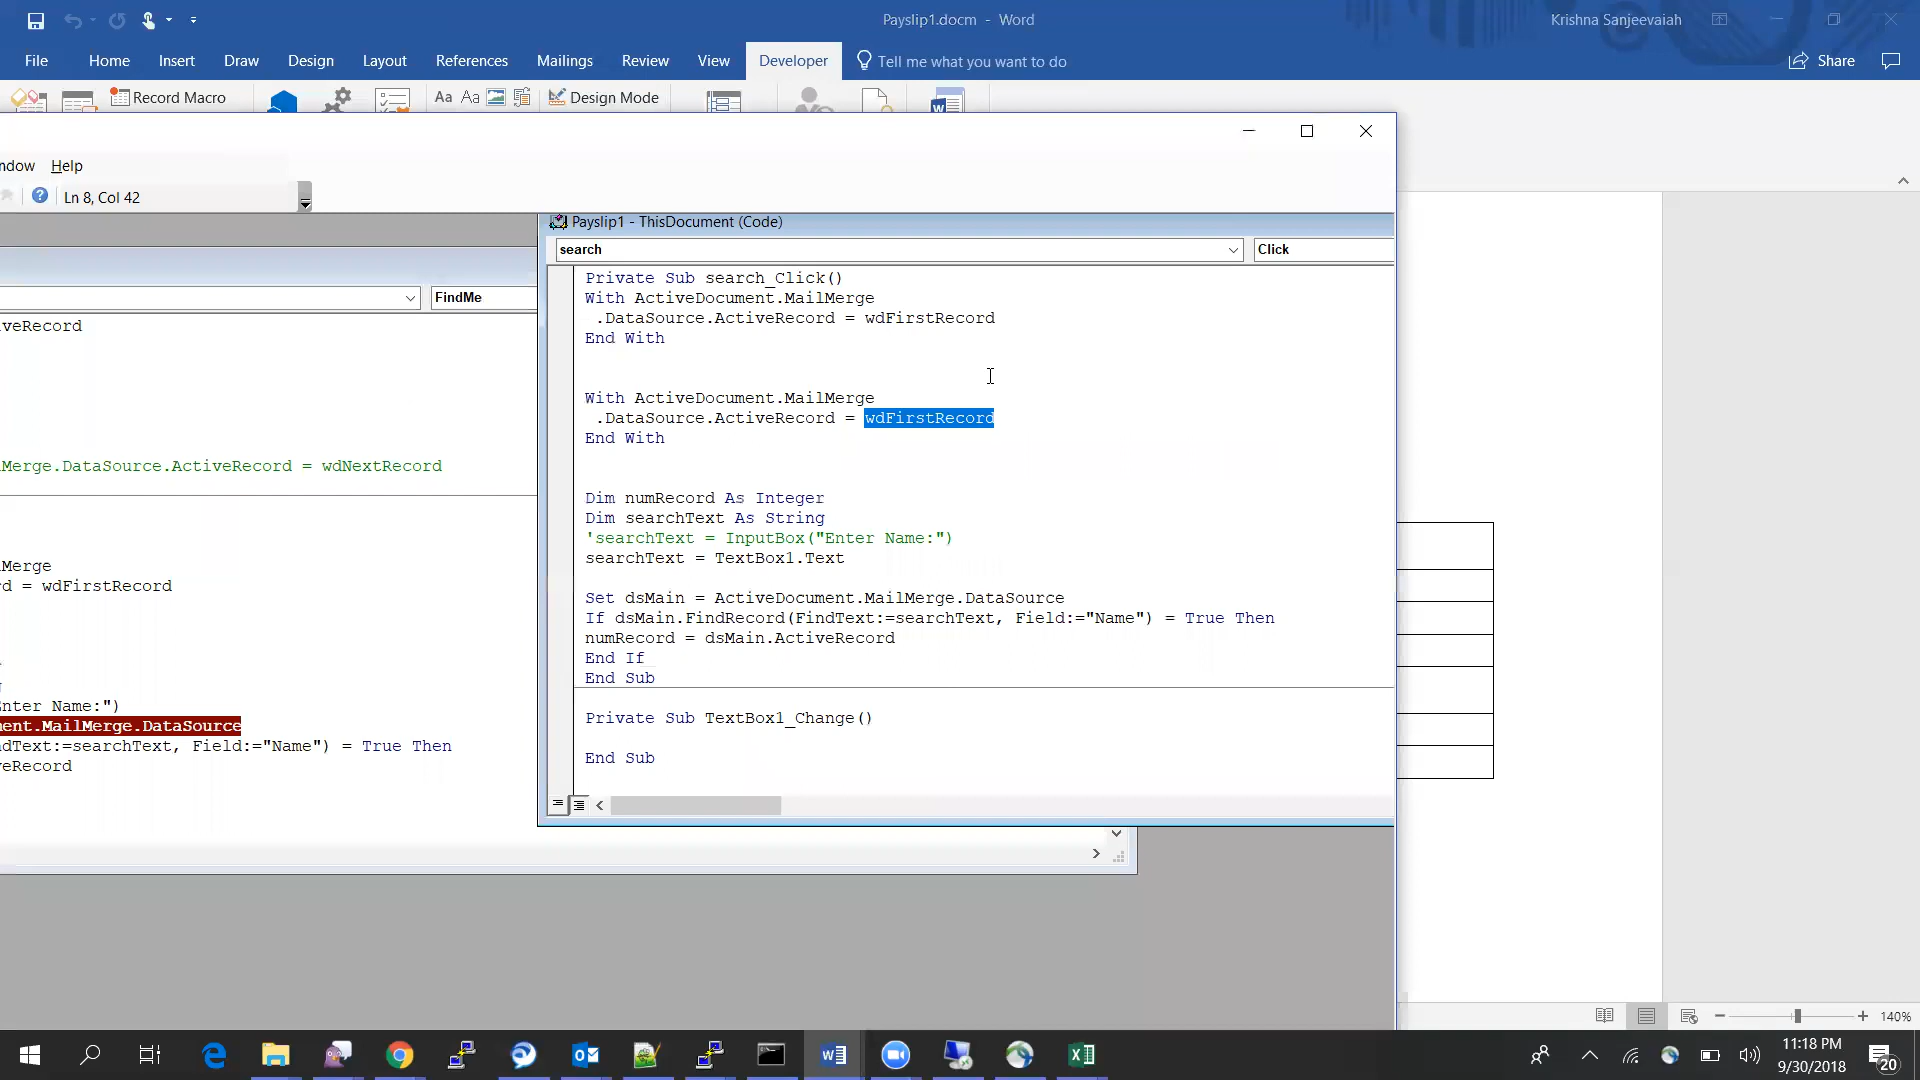 Payslip1.docm - Word
Krishna Sanjeevaiah
File Home Insert Draw Design Layout References Mailings Review View Developer Tell me what you want to do
Share
Record Macro
Aa Aa
Design Mode
ndow Help
Ln 8, Col 42
Payslip1 - ThisDocument (Code)
search
Click
FindMe
veRecord
Merge.DataSource.ActiveRecord = wdNextRecord
Merge
rd = wdFirstRecord
Enter Name:")
ment.MailMerge.DataSource
dText:=searchText, Field:="Name") = True Then
veRecord
Private Sub search_Click()
With ActiveDocument.MailMerge
.DataSource.ActiveRecord = wdFirstRecord
End With
With ActiveDocument.MailMerge
.DataSource.ActiveRecord = wdFirstRecord
End With
Dim numRecord As Integer
Dim searchText As String
'searchText = InputBox("Enter Name:")
searchText = TextBox1.Text
Set dsMain = ActiveDocument.MailMerge.DataSource
If dsMain.FindRecord(FindText:=searchText, Field:="Name") = True Then
numRecord = dsMain.ActiveRecord
End If
End Sub
Private Sub TextBox1_Change()
End Sub
140%
11:18 PM
9/30/2018
20